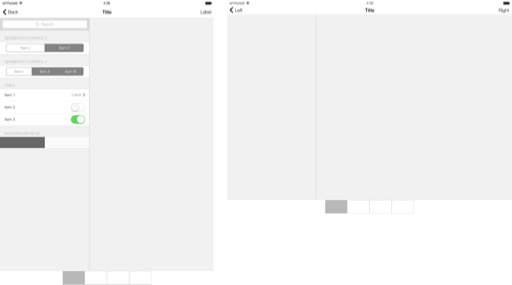 Back Title Label
Search
SEGMENTED CONTROL 2
Item 1 Item 2
SEGMENTED CONTROL 3
Item 1 Item 2 Item 3
TABLE
Item 1 Label
Item 2
Item 3
Left Title Right